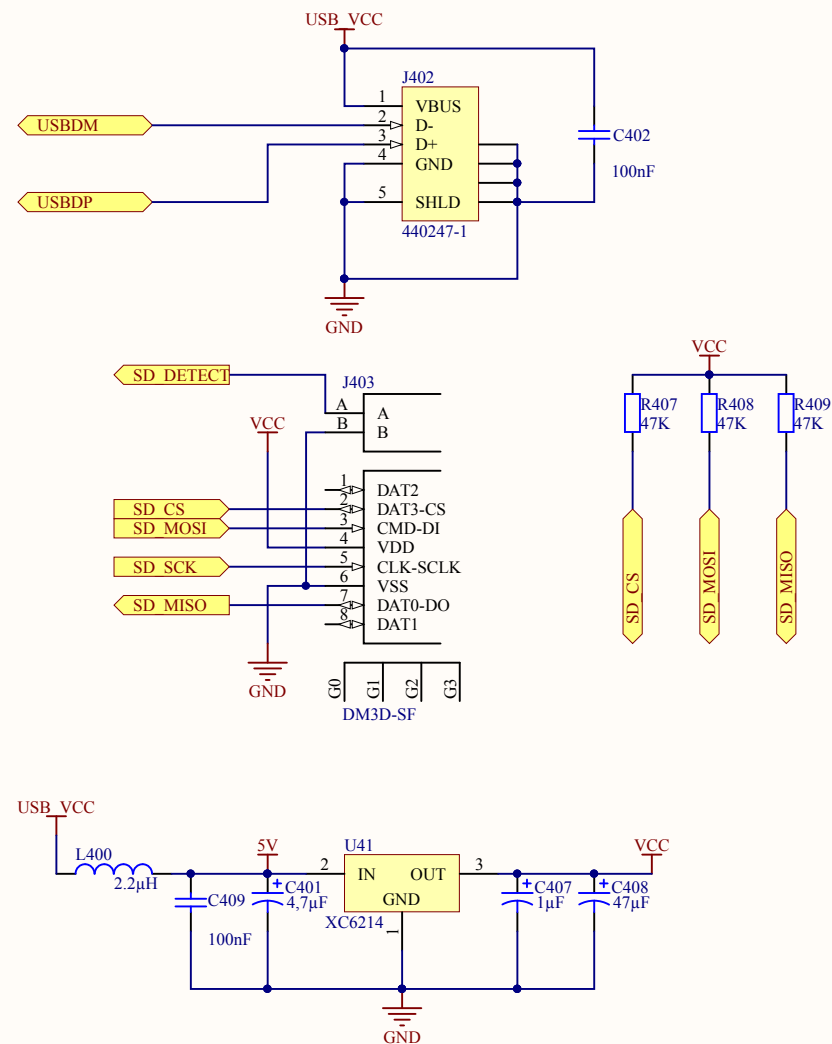 USB_VCC
J402
1 VBUS
USBDM
2 D-
3 D+
4 GND
C402
100nF
USBDP
5 SHLD
440247-1
GND
VCC
SD_DETECT
J403
A A
R407 R408 R409
47K 47K 47K
VCC
B B
1 DAT2
SD_CS 2 DAT3-CS
SD_MOSI 3 CMD-DI
4 VDD
SD_SCK 5 CLK-SCLK
6 VSS
SD_MISO 7 DAT0-DO
8 DAT1
SD_CS
SD_MOSI
SD_MISO
GND
G0 G1 G2 G3
DM3D-SF
USB_VCC
L400
2.2µH
5V
U41
VCC
2 IN OUT 3
C409
100nF
+ C401
4,7µF
GND
XC6214
1
+ C407
1µF
+ C408
47µF
GND